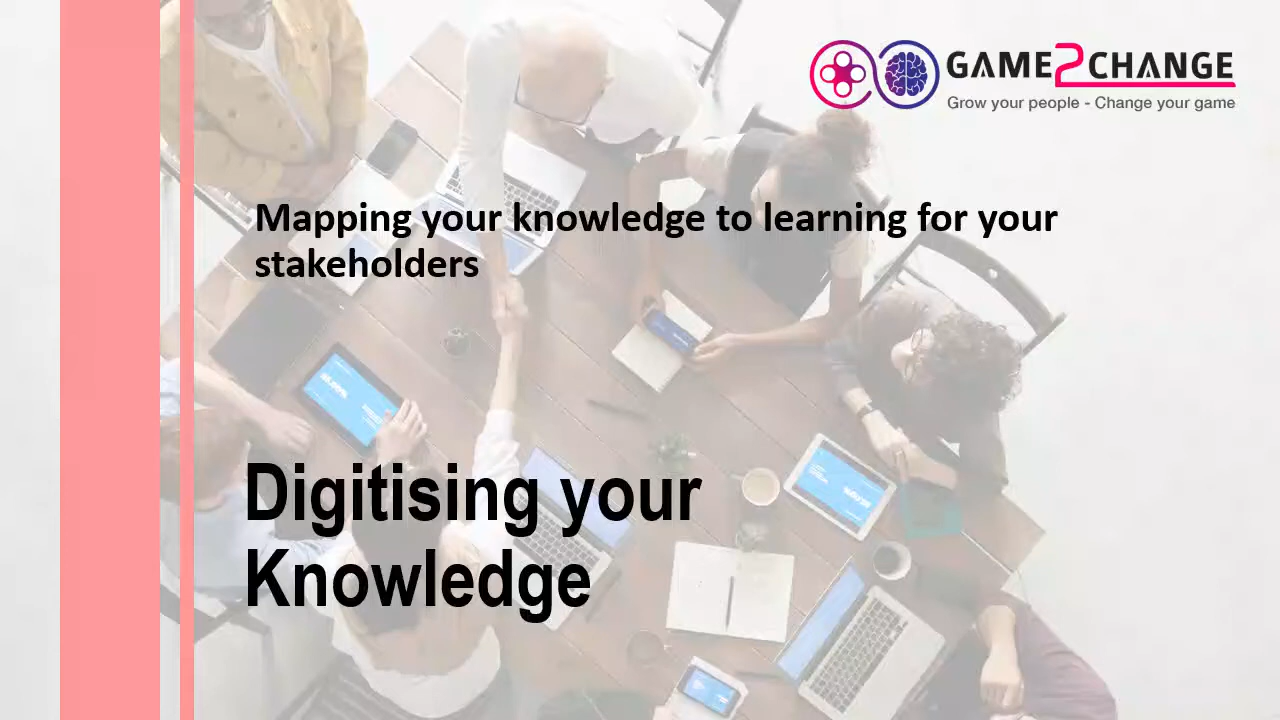 GAME2CHANGE
Grow your people - Change your game
Mapping your knowledge to learning for your
stakeholders
Digitising your
Knowledge